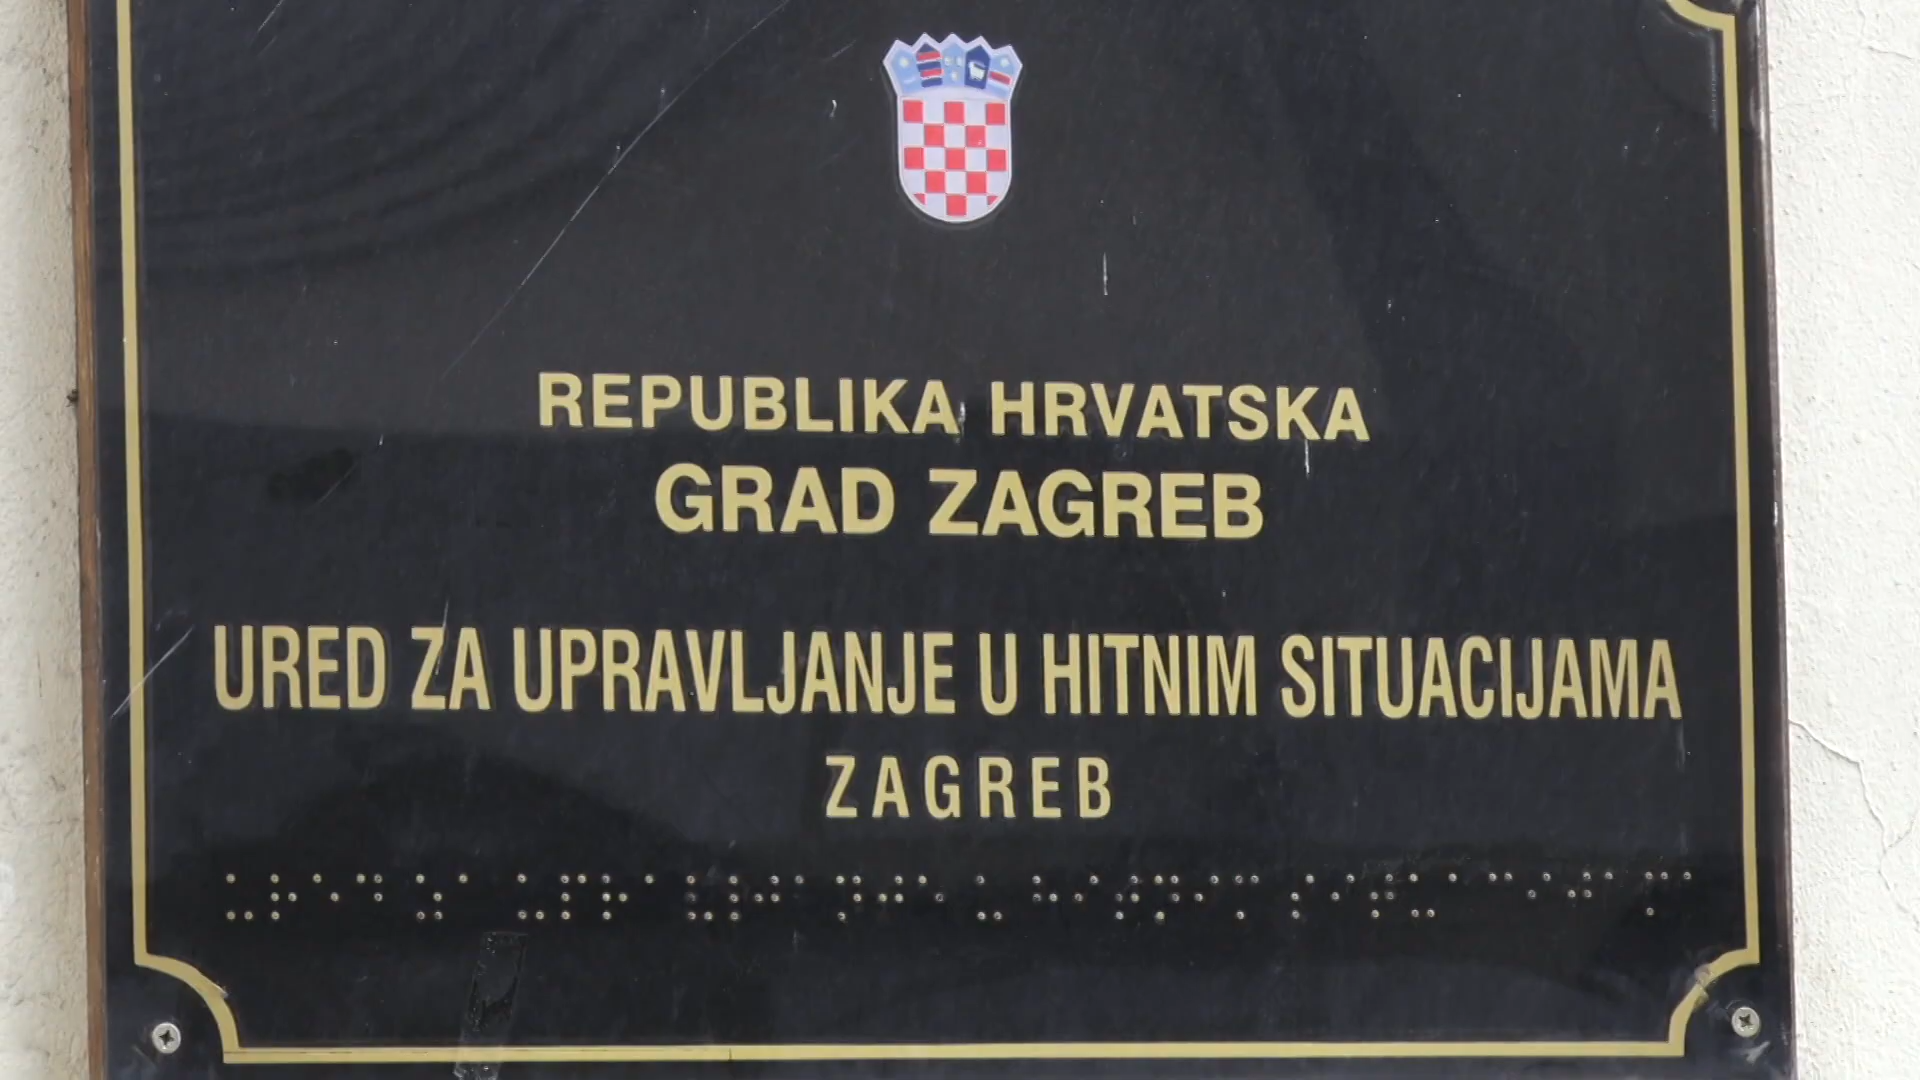 REPUBLIKA HRVATSKA
GRAD ZAGREB
URED ZA UPRAVLJANJE U HITNIM SITUACIJAMA
ZAGREB